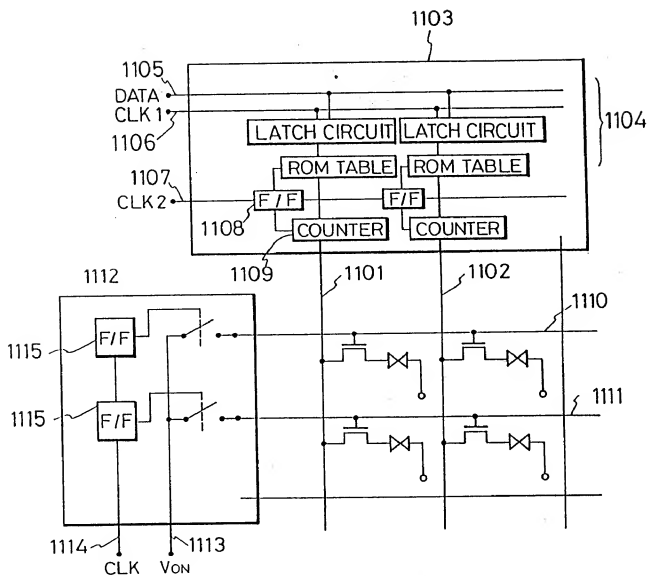 1103
1105
DATA
CLK 1
1106
LATCH CIRCUIT
LATCH CIRCUIT
1104
ROM TABLE
ROM TABLE
1107
CLK 2
F/F
F/F
1108
COUNTER
COUNTER
1109
1101
1102
1112
1110
1115
F/F
1115
F/F
1111
1114
1113
CLK
VON